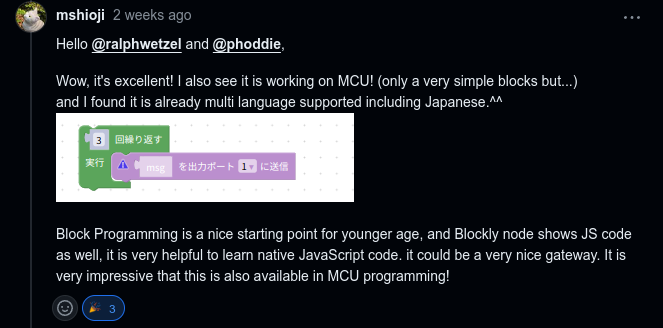 mshioji 2 weeks ago
Hello @ralphwetzel and @phoddie,
Wow, it's excellent! I also see it is working on MCU! (only a very simple blocks but...)
and I found it is already multi language supported including Japanese.^^
3 回繰り返す
実行 msg を出力ポート 1 に送信
Block Programming is a nice starting point for younger age, and Blockly node shows JS code
as well, it is very helpful to learn native JavaScript code. it could be a very nice gateway. It is
very impressive that this is also available in MCU programming!
3